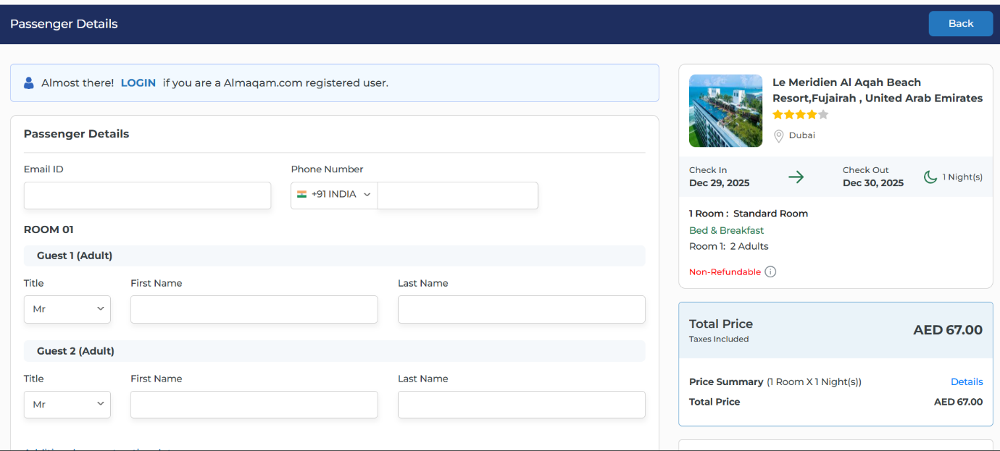 Passenger Details
Back
Almost there! LOGIN if you are a Almaqam.com registered user.
Passenger Details
Email ID
Phone Number
+91 INDIA
ROOM 01
Guest 1 (Adult)
Title
First Name
Last Name
Mr
Guest 2 (Adult)
Title
First Name
Last Name
Mr
Le Meridien Al Aqah Beach
Resort,Fujairah , United Arab Emirates
Dubai
Check In
Dec 29, 2025
Check Out
Dec 30, 2025
1 Night(s)
1 Room : Standard Room
Bed & Breakfast
Room 1: 2 Adults
Non-Refundable
Total Price
Taxes Included
AED 67.00
Price Summary (1 Room X 1 Night(s))
Details
Total Price
AED 67.00